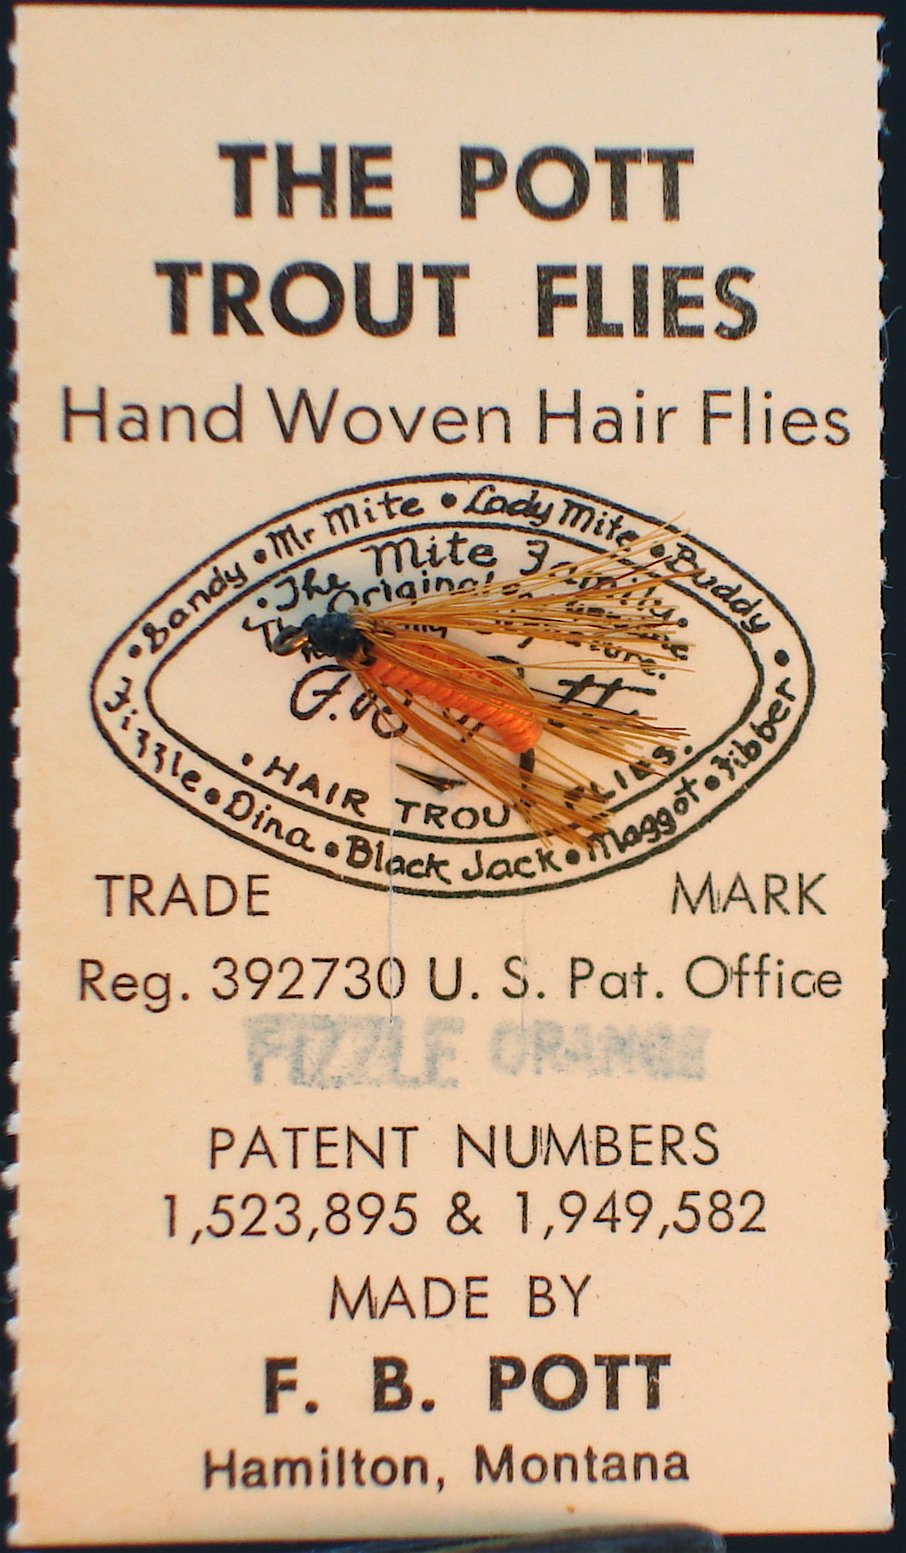 THE POTT
TROUT FLIES
Hand Woven Hair Flies
• Sandy • Mr Mite • Lady Mite • Buddy •
The Mite Family.
Original
HAIR TROU FLIES.
Fizzle • Dina • Black Jack • Maggot • Fibber
TRADE MARK
Reg. 392730 U. S. Pat. Office
FIZZLE ORANGE
PATENT NUMBERS
1,523,895 & 1,949,582
MADE BY
F. B. POTT
Hamilton, Montana